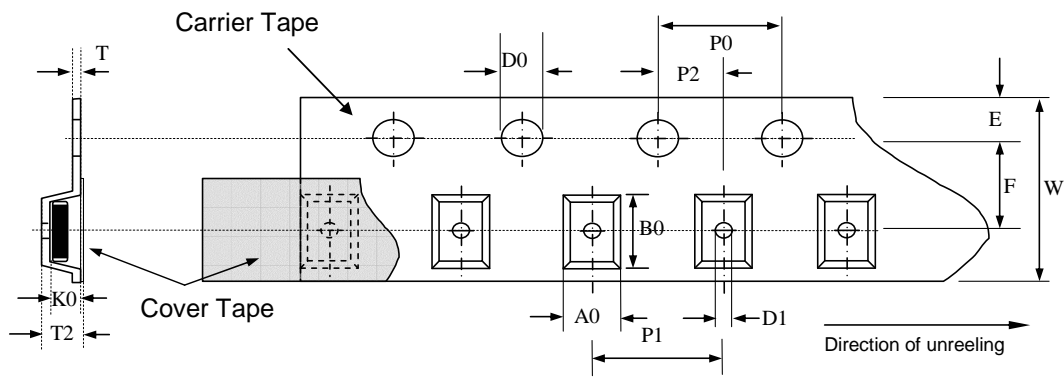 Carrier Tape
T
D0
P0
P2
E
F
W
B0
K0
T2
Cover Tape
A0
D1
P1
Direction of unreeling